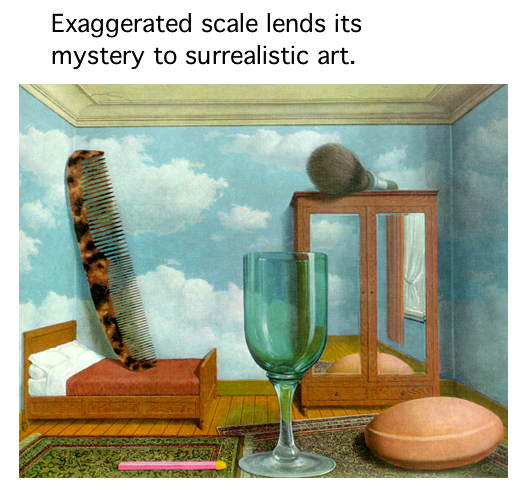 Exaggerated scale lends its
mystery to surrealistic art.